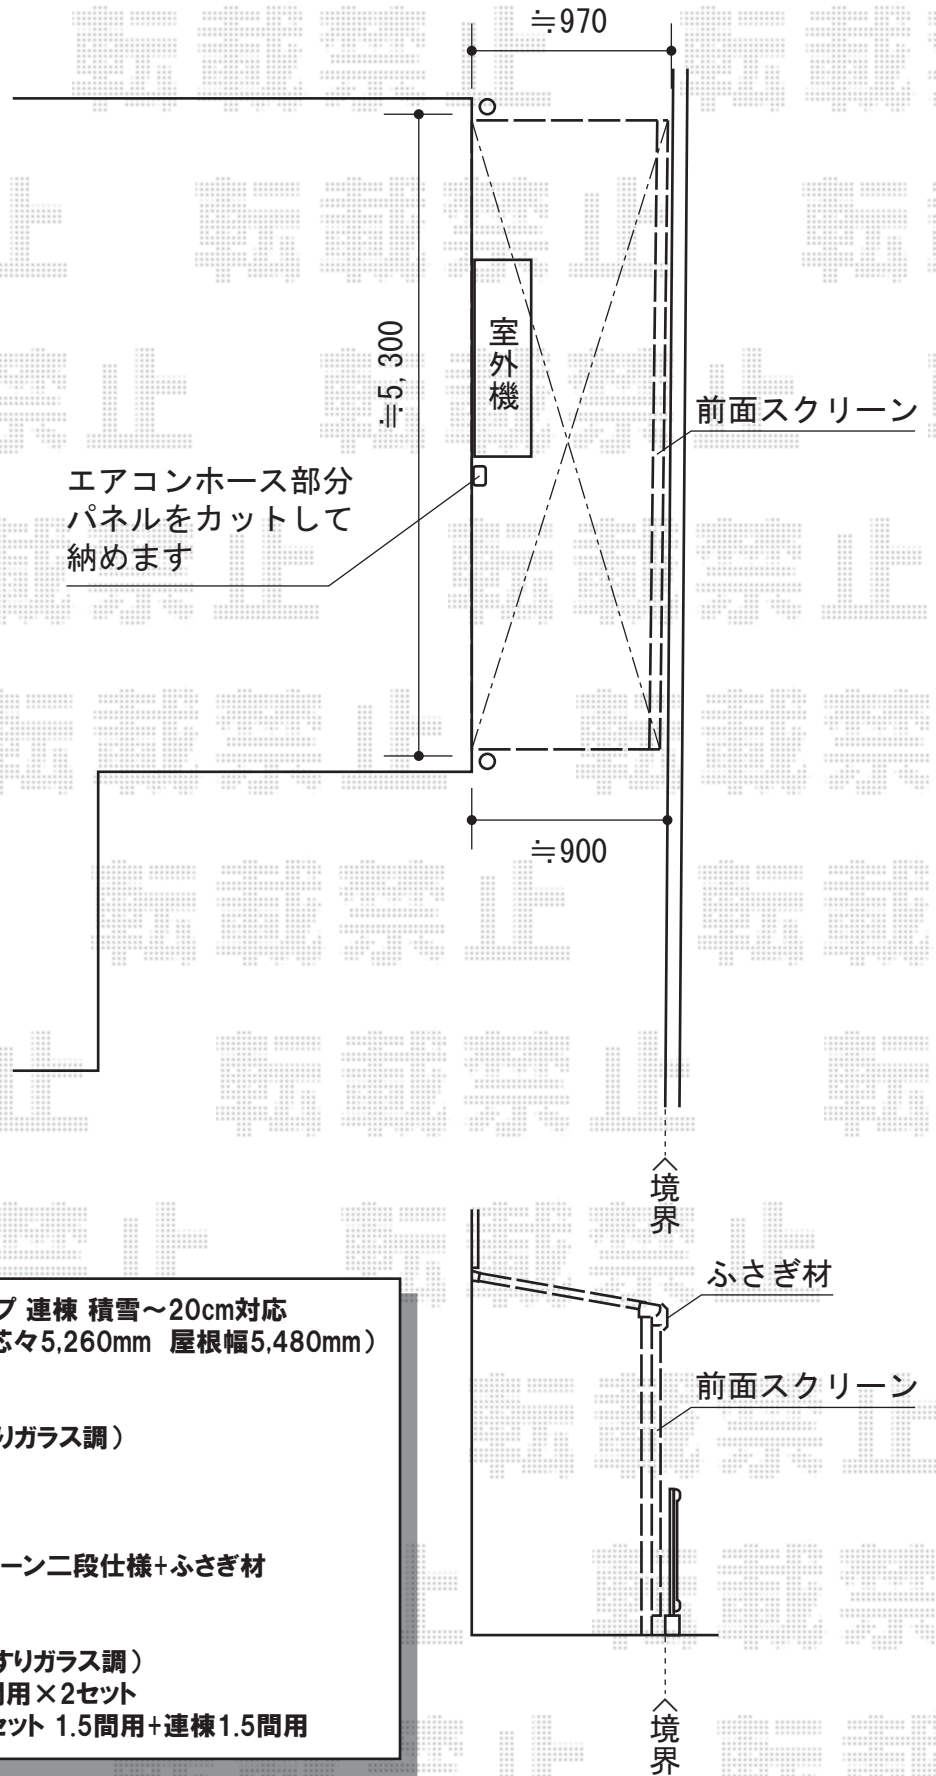 ≒970
≒5,300
室外機
前面スクリーン
エアコンホース部分
パネルをカットして
納めます
≒900
境界
ふさぎ材
前面スクリーン
プ 連棟 積雪〜20cm対応
芯々5,260mm 屋根幅5,480mm)
りガラス調)
ーン二段仕様+ふさぎ材
すりガラス調)
間用×2セット
セット 1.5間用+連棟1.5間用
境界
転載禁止